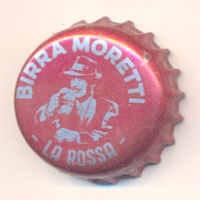 BIRRA MORETTI
- LA ROSSA -